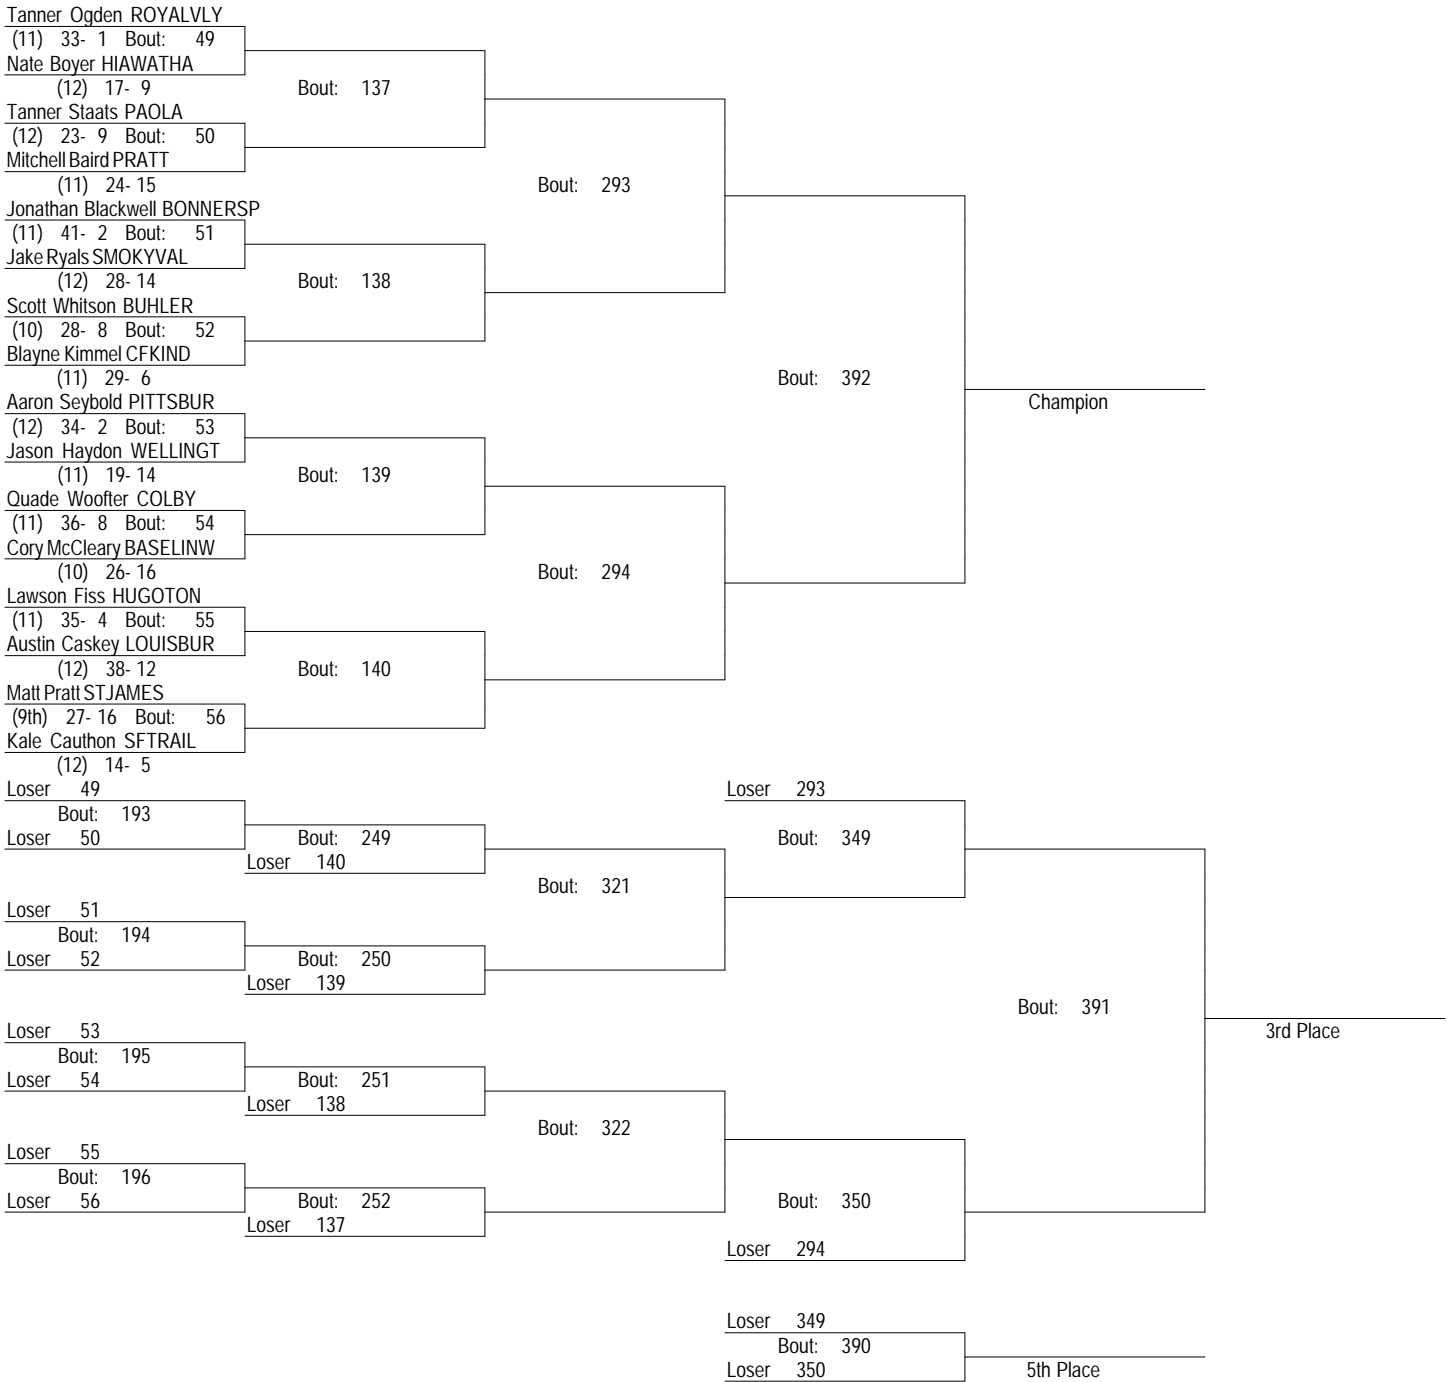 Tanner Ogden ROYALVLY
(11) 33- 1 Bout: 49
Nate Boyer HIAWATHA
(12) 17- 9
Bout: 137
Tanner Staats PAOLA
(12) 23- 9 Bout: 50
Mitchell Baird PRATT
(11) 24- 15
Bout: 293
Jonathan Blackwell BONNERSP
(11) 41- 2 Bout: 51
Jake Ryals SMOKYVAL
(12) 28- 14
Bout: 138
Scott Whitson BUHLER
(10) 28- 8 Bout: 52
Blayne Kimmel CFKIND
(11) 29- 6
Bout: 392
Champion
Aaron Seybold PITTSBUR
(12) 34- 2 Bout: 53
Jason Haydon WELLINGT
(11) 19- 14
Bout: 139
Quade Woofter COLBY
(11) 36- 8 Bout: 54
Cory McCleary BASELINW
(10) 26- 16
Bout: 294
Lawson Fiss HUGOTON
(11) 35- 4 Bout: 55
Austin Caskey LOUISBUR
(12) 38- 12
Bout: 140
Matt Pratt STJAMES
(9th) 27- 16 Bout: 56
Kale Cauthon SFTRAIL
(12) 14- 5
Loser 49
Bout: 193
Loser 50
Bout: 249
Loser 140
Loser 293
Bout: 349
Bout: 321
Loser 51
Bout: 194
Loser 52
Bout: 250
Loser 139
Bout: 391
3rd Place
Loser 53
Bout: 195
Loser 54
Bout: 251
Loser 138
Bout: 322
Loser 55
Bout: 196
Loser 56
Bout: 252
Loser 137
Bout: 350
Loser 294
Loser 349
Bout: 390
Loser 350
5th Place